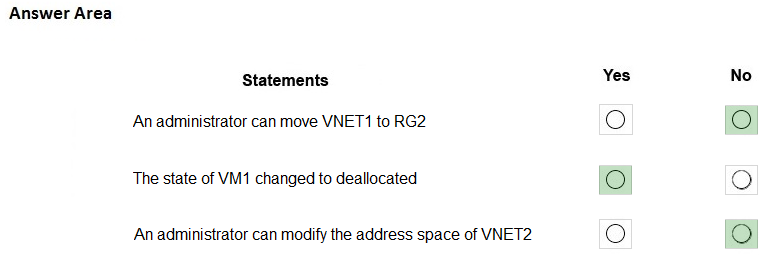 Answer Area
Statements Yes No
An administrator can move VNET1 to RG2
The state of VM1 changed to deallocated
An administrator can modify the address space of VNET2